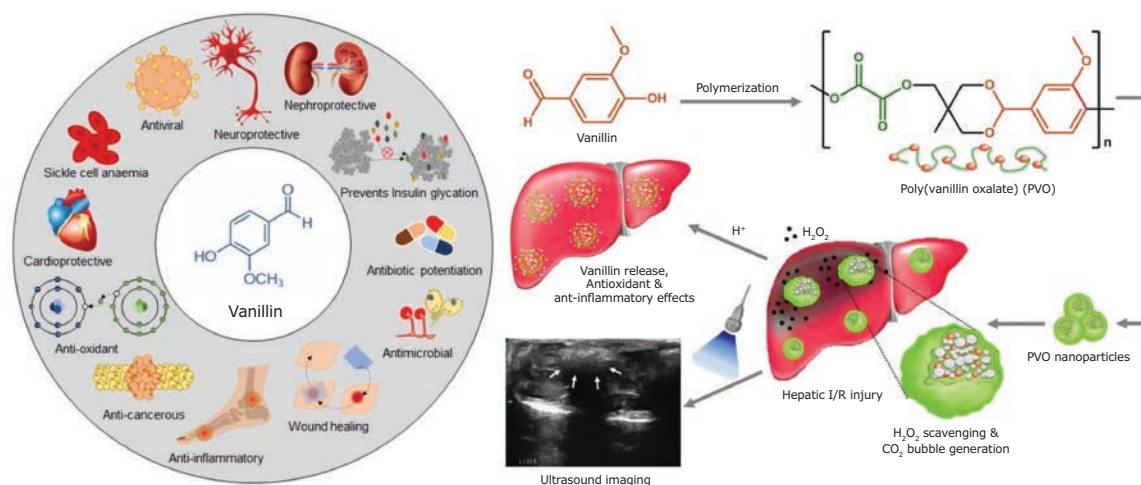 Antiviral
Neuroprotective
Nephroprotective
Sickle cell anaemia
Prevents Insulin glycation
Cardioprotective
Antibiotic potentiation
HO
OCH3
O
H
Vanillin
Anti-oxidant
Antimicrobial
Anti-cancerous
Wound healing
Anti-inflammatory
O
H
O
OH
Vanillin
Polymerization
O
O
O
O
O
O
O
n
Poly(vanillin oxalate) (PVO)
H+
H2O2
Vanillin release,
Antioxidant &
ant-inflammatory effects
Hepatic I/R injury
PVO nanoparticles
H2O2 scavenging &
CO2 bubble generation
LIVER
Ultrasound imaging